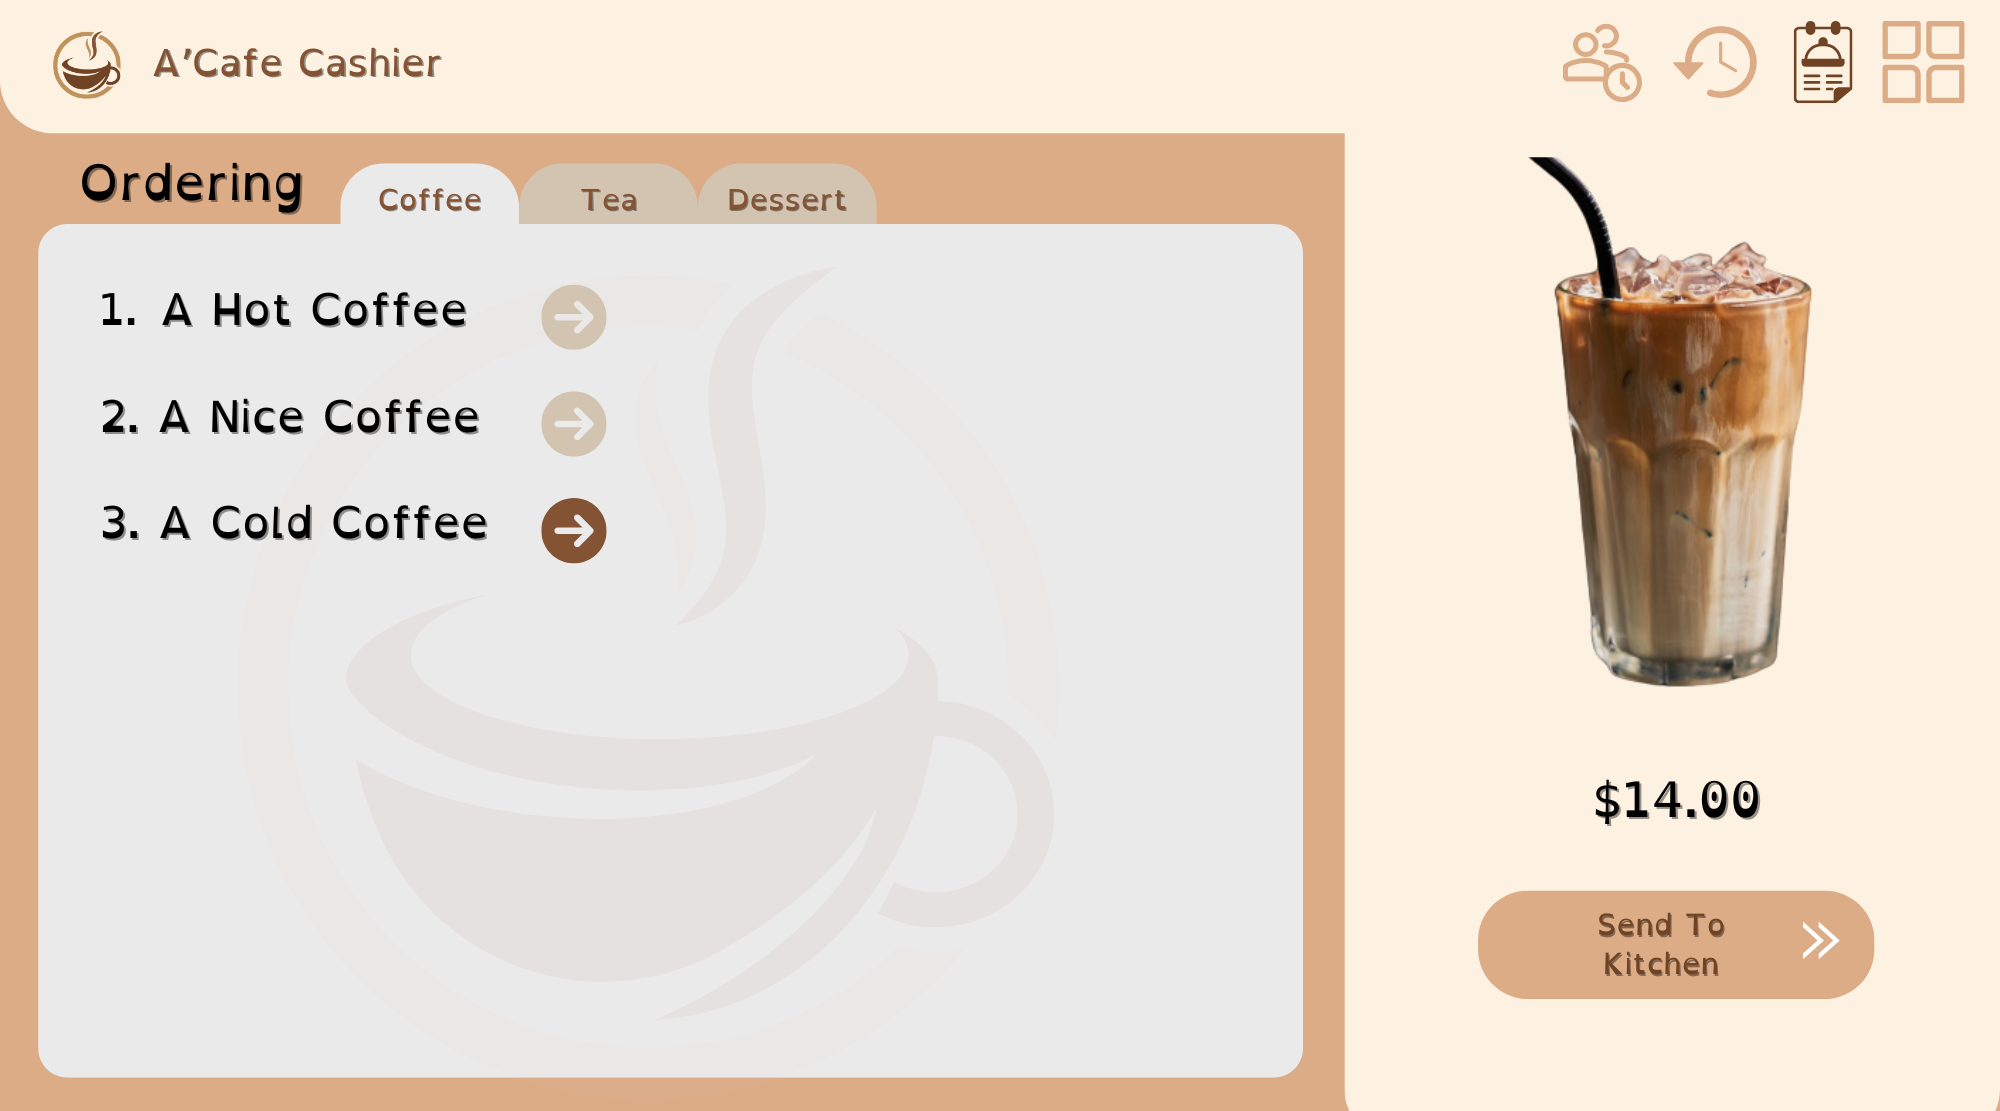 A'Cafe Cashier
Ordering
Coffee
Tea
Dessert
1. A Hot Coffee
2. A Nice Coffee
3. A Cold Coffee
$14.00
Send To
Kitchen